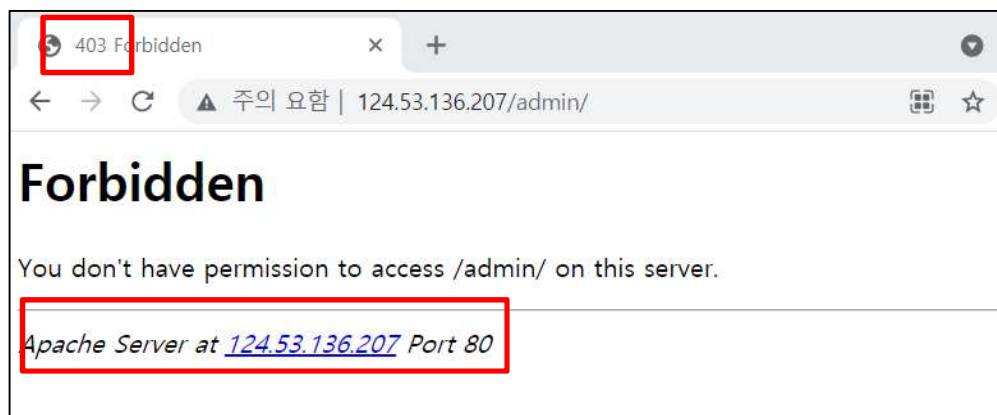 403 Forbidden
주의 요함 | 124.53.136.207/admin/
Forbidden
You don't have permission to access /admin/ on this server.
Apache Server at 124.53.136.207 Port 80